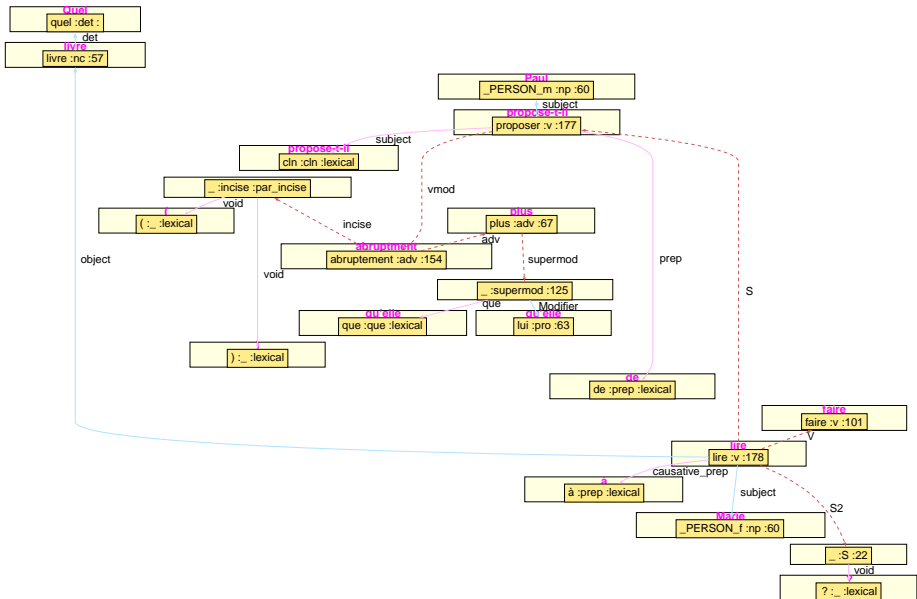 Quel
quel :det :
det
livre
livre :nc :57
Paul
_PERSON_m :np :60
subject
propose-t-il
proposer :v :177
subject
propose-t-il
cln :cln :lexical
_ :incise :par_incise
void
(
( :_ :lexical
vmod
incise
plus
plus :adv :67
adv
abruptment
abruptement :adv :154
supermod
prep
object
void
_ :supermod :125
que
Modifier
qu'elle
que :que :lexical
qu'elle
lui :pro :63
S
)
) :_ :lexical
de
de :prep :lexical
faire
faire :v :101
V
lire
lire :v :178
causative_prep
à
à :prep :lexical
subject
S2
Marie
_PERSON_f :np :60
_ :S :22
void
?
? :_ :lexical